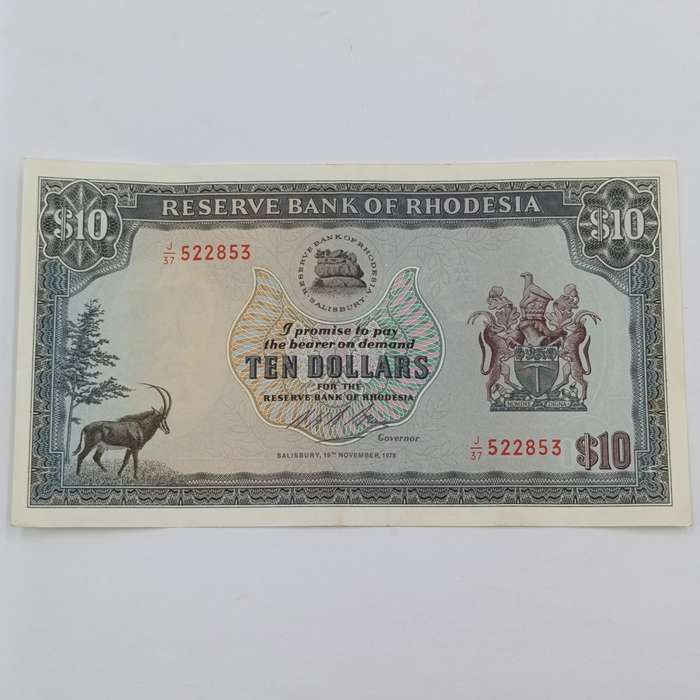 RESERVE BANK OF RHODESIA
$10
$10
J/37 522853
RESERVE BANK OF RHODESIA
SALISBURY
I promise to pay
the bearer on demand
TEN DOLLARS
FOR THE
RESERVE BANK OF RHODESIA
Governor
SALISBURY, 19TH NOVEMBER, 1978
J/37 522853
$10